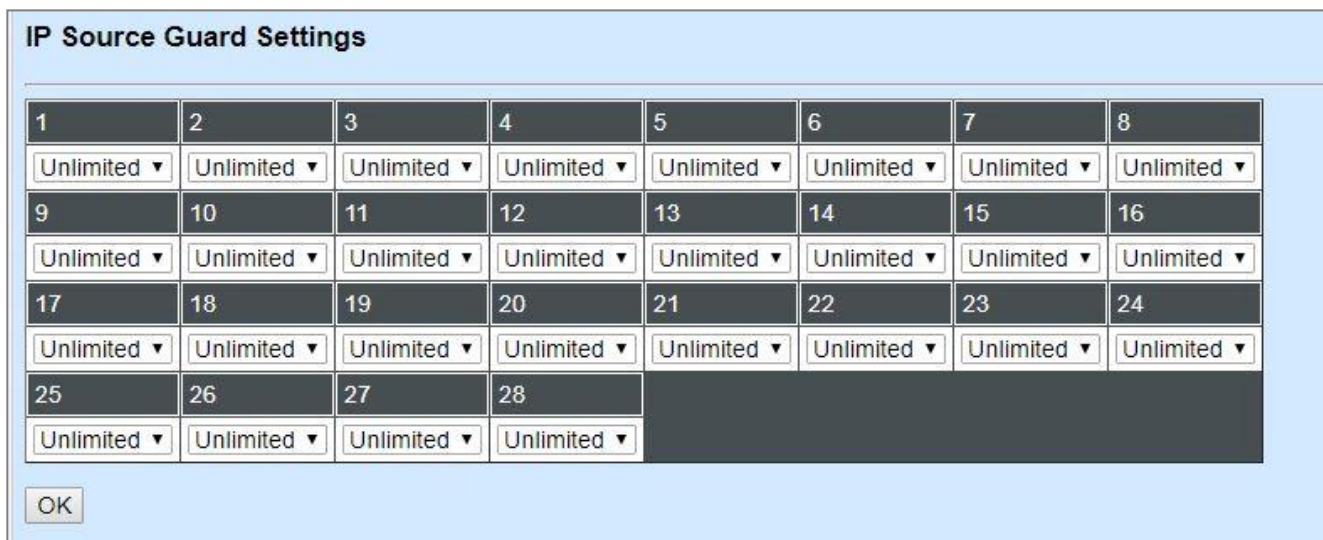 IP Source Guard Settings
1 2 3 4 5 6 7 8
Unlimited Unlimited Unlimited Unlimited Unlimited Unlimited Unlimited Unlimited
9 10 11 12 13 14 15 16
Unlimited Unlimited Unlimited Unlimited Unlimited Unlimited Unlimited Unlimited
17 18 19 20 21 22 23 24
Unlimited Unlimited Unlimited Unlimited Unlimited Unlimited Unlimited Unlimited
25 26 27 28
Unlimited Unlimited Unlimited Unlimited
OK